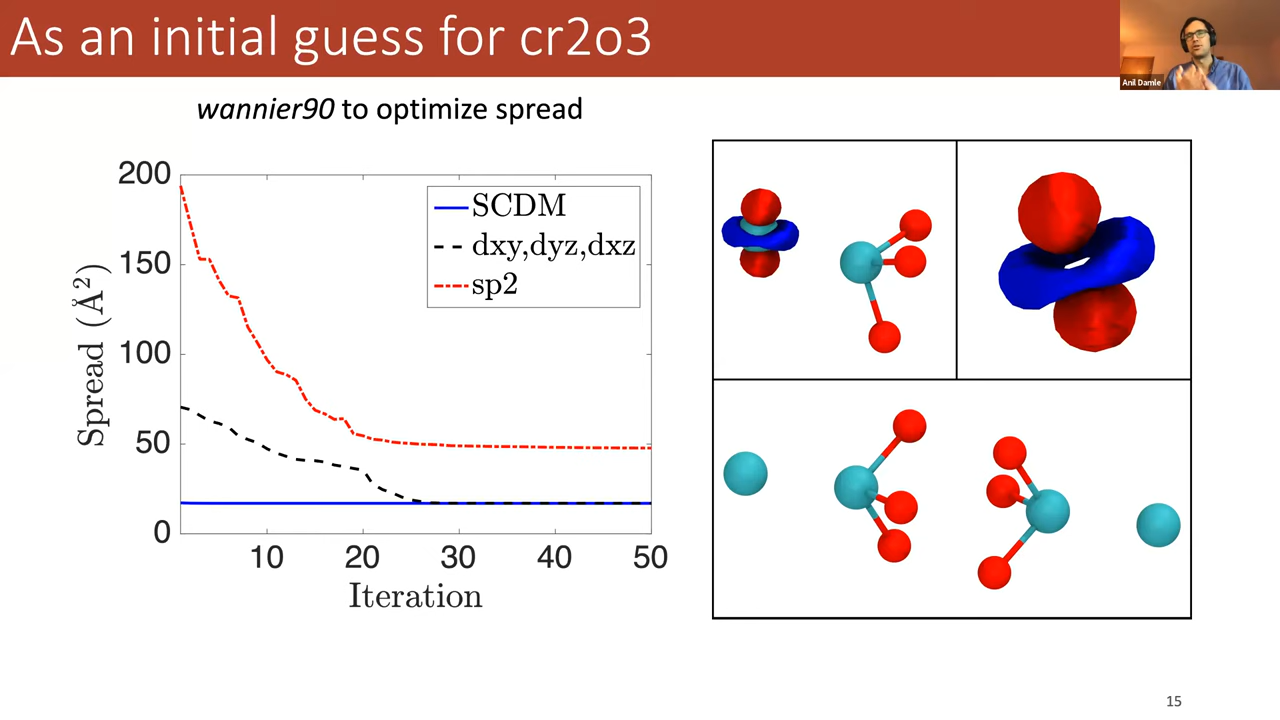 As an initial guess for cr2o3
Anil Damle
wannier90 to optimize spread
200
150
100
50
0
Spread (Å²)
SCDM
dxy,dyz,dxz
sp2
10 20 30 40 50
Iteration
15